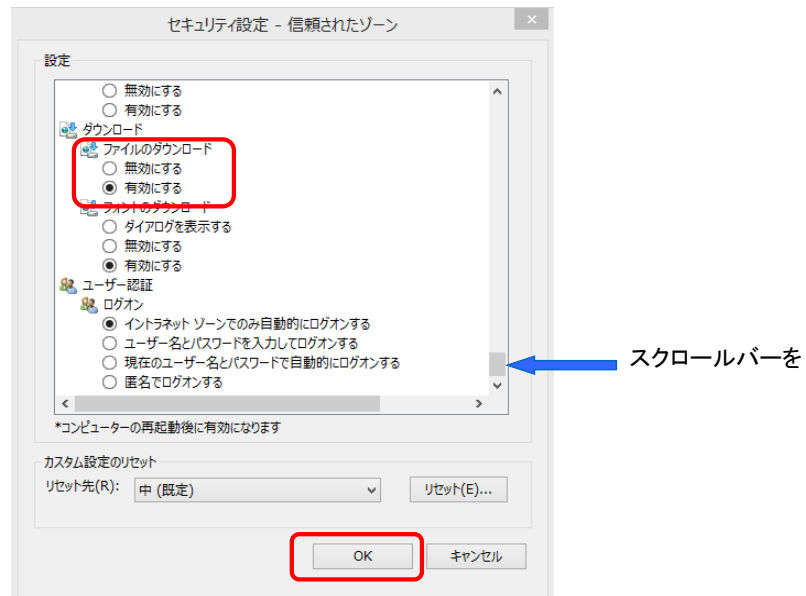 セキュリティ設定 - 信頼されたゾーン
設定
無効にする
有効にする
ダウンロード
ファイルのダウンロード
無効にする
有効にする
フォントのダウンロード
ダイアログを表示する
無効にする
有効にする
ユーザー認証
ログオン
イントラネット ゾーンでのみ自動的にログオンする
ユーザー名とパスワードを入力してログオンする
現在のユーザー名とパスワードで自動的にログオンする
匿名でログオンする
スクロールバーを
*コンピューターの再起動後に有効になります
カスタム設定のリセット
リセット先(R): 中 (既定) リセット(E)...
OK キャンセル